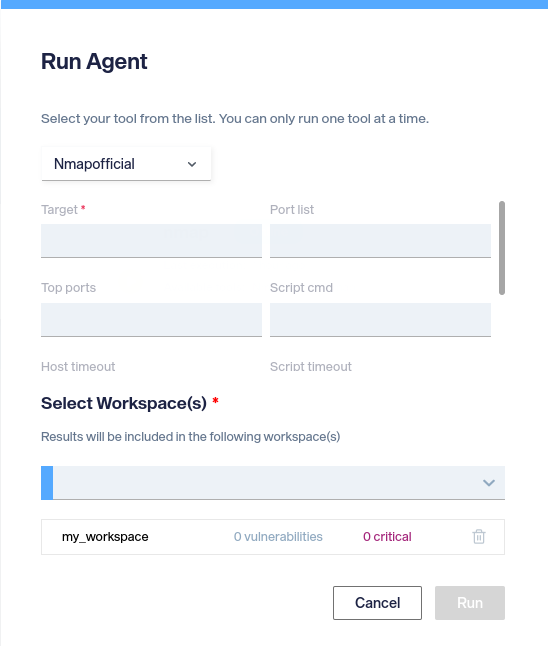 Run Agent
Select your tool from the list. You can only run one tool at a time.
Nmapofficial
Target * Port list
Top ports Script cmd
Host timeout Script timeout
Select Workspace(s) *
Results will be included in the following workspace(s)
my_workspace 0 vulnerabilities 0 critical
Cancel Run